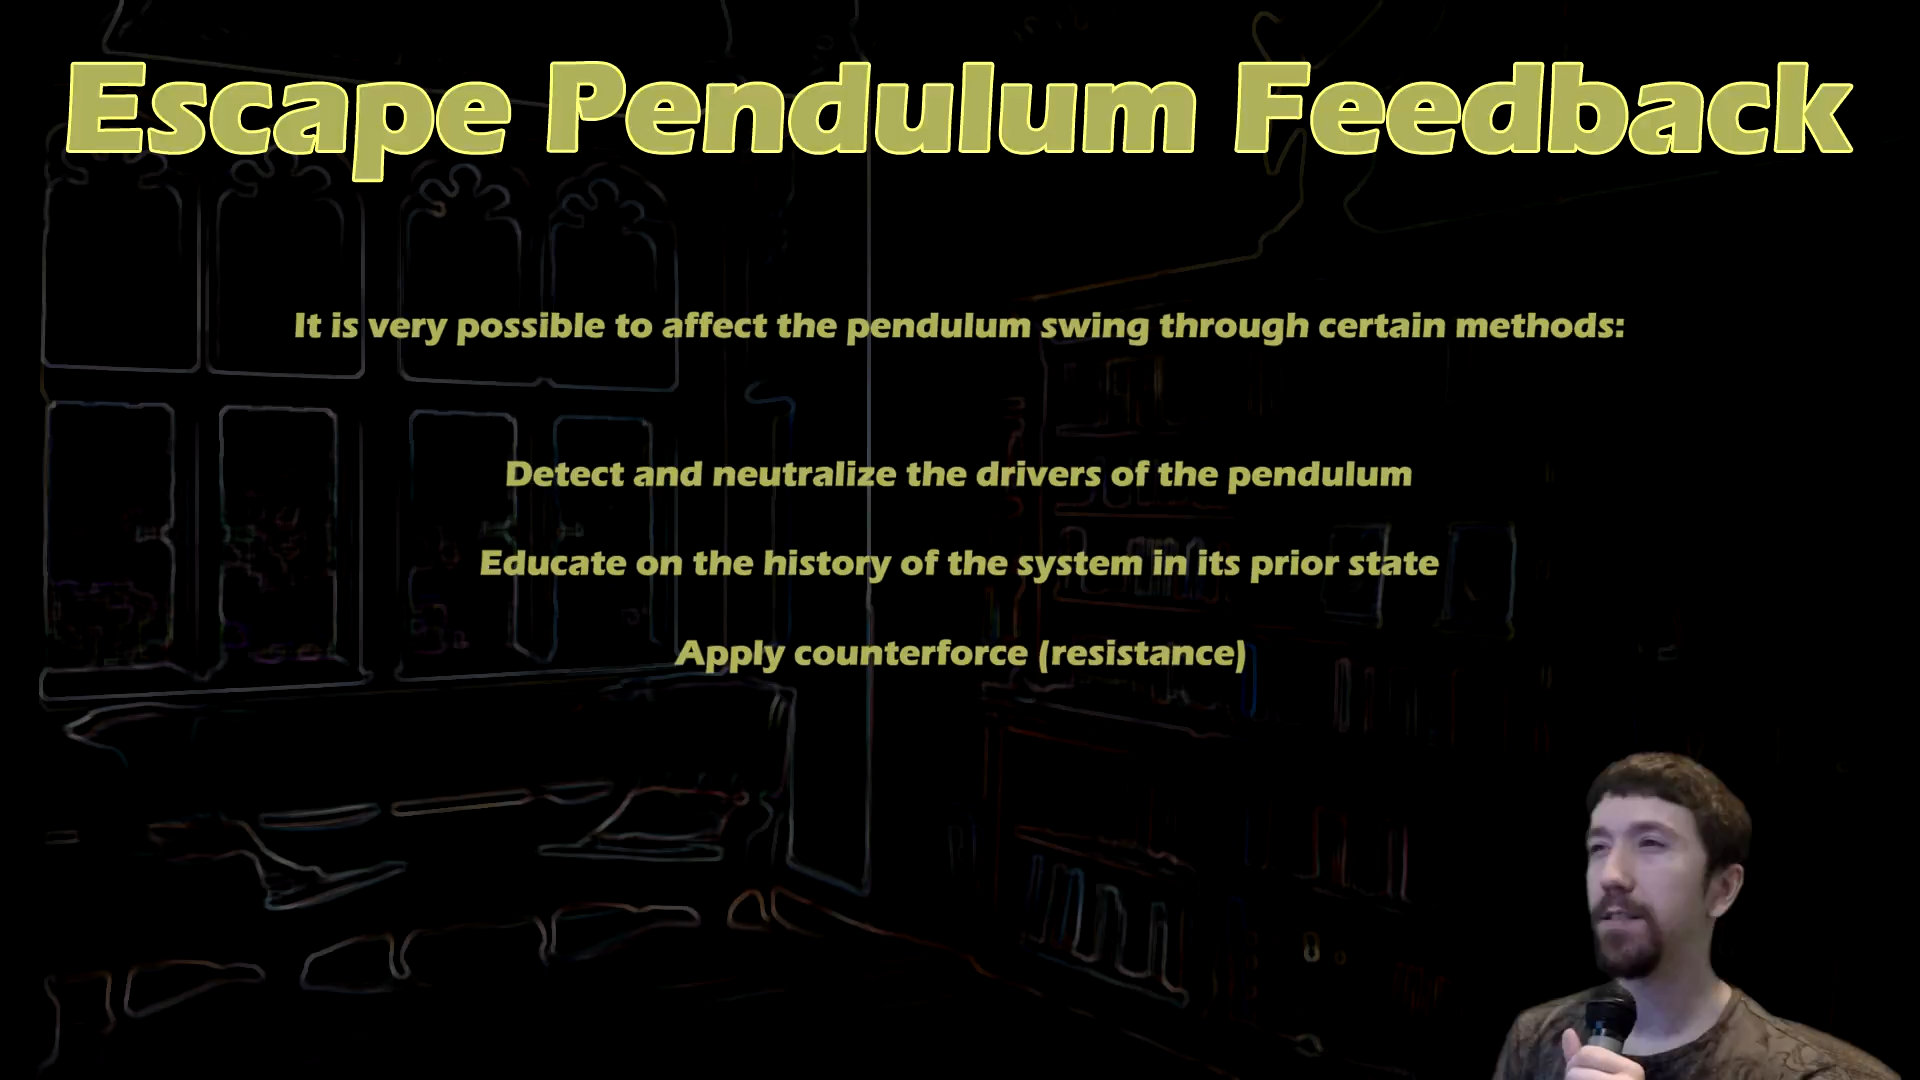 Escape Pendulum Feedback
It is very possible to affect the pendulum swing through certain methods:
Detect and neutralize the drivers of the pendulum
Educate on the history of the system in its prior state
Apply counterforce (resistance)